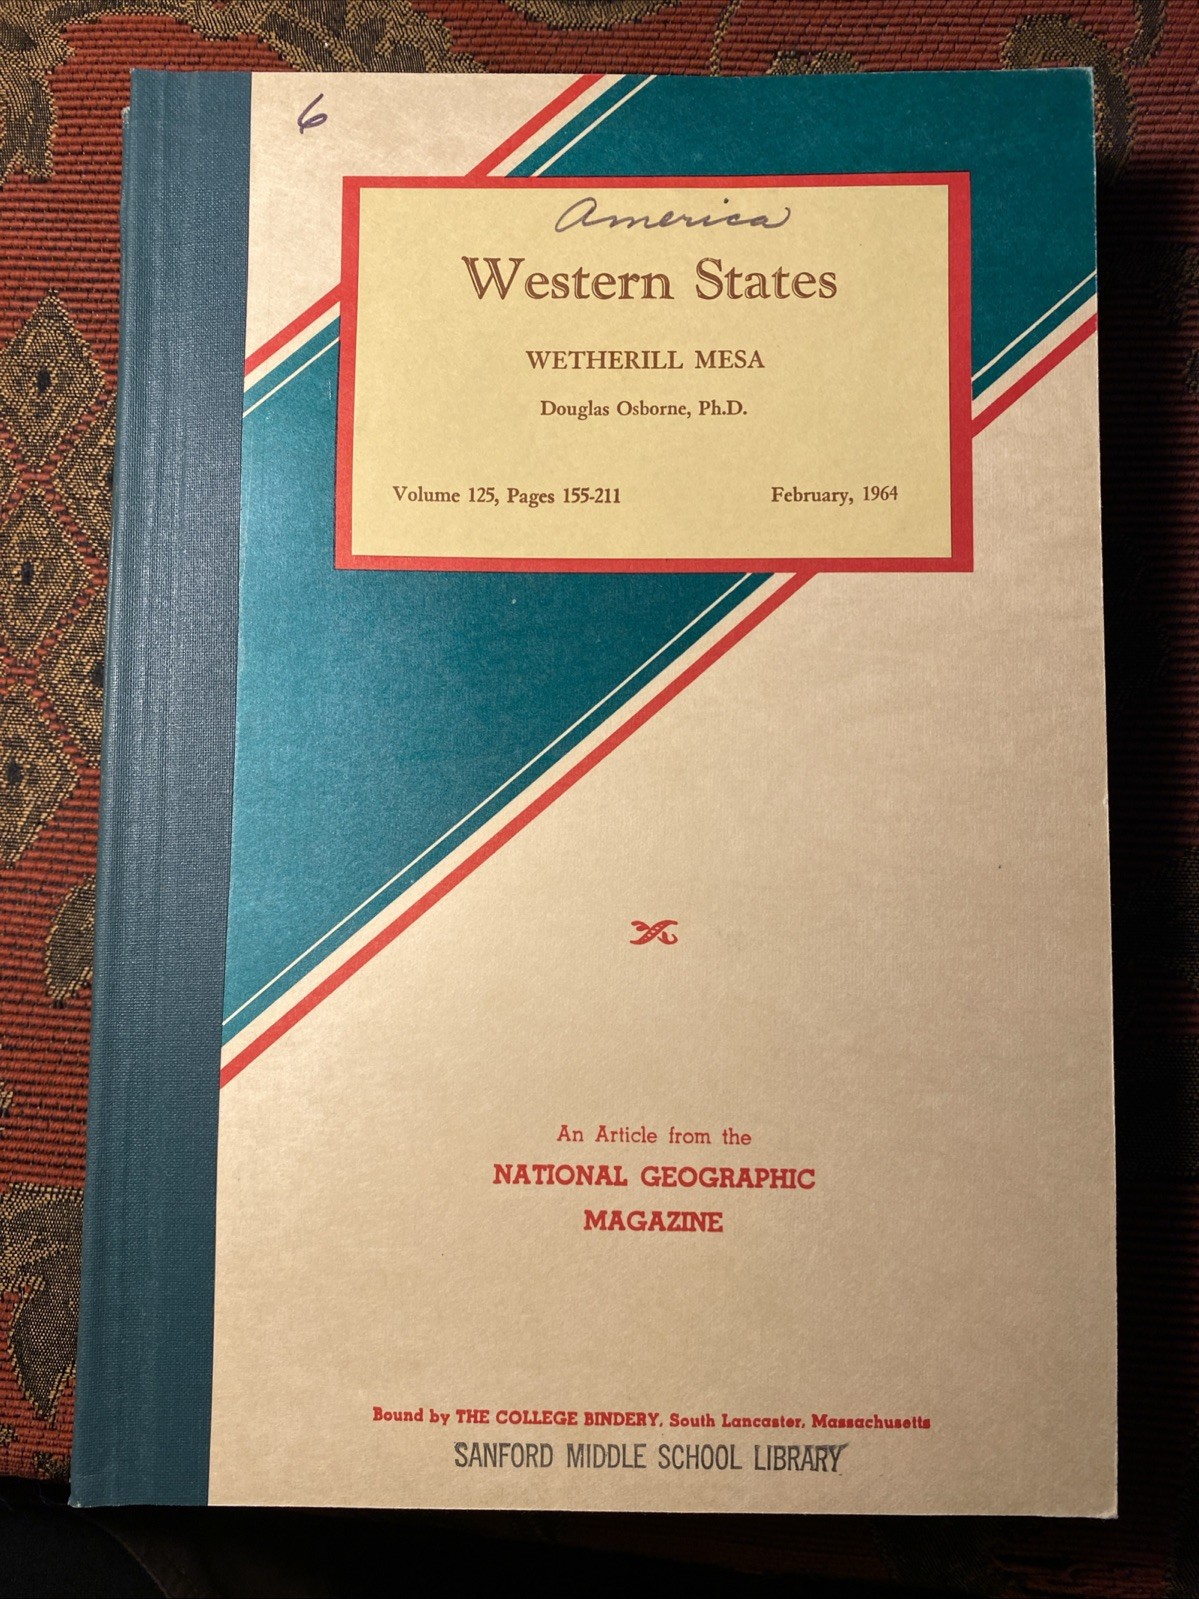 6
America
Western States
WETHERILL MESA
Douglas Osborne, Ph.D.
Volume 125, Pages 155-211 February, 1964
An Article from the
NATIONAL GEOGRAPHIC
MAGAZINE
Bound by THE COLLEGE BINDERY, South Lancaster, Massachusetts
SANFORD MIDDLE SCHOOL LIBRARY